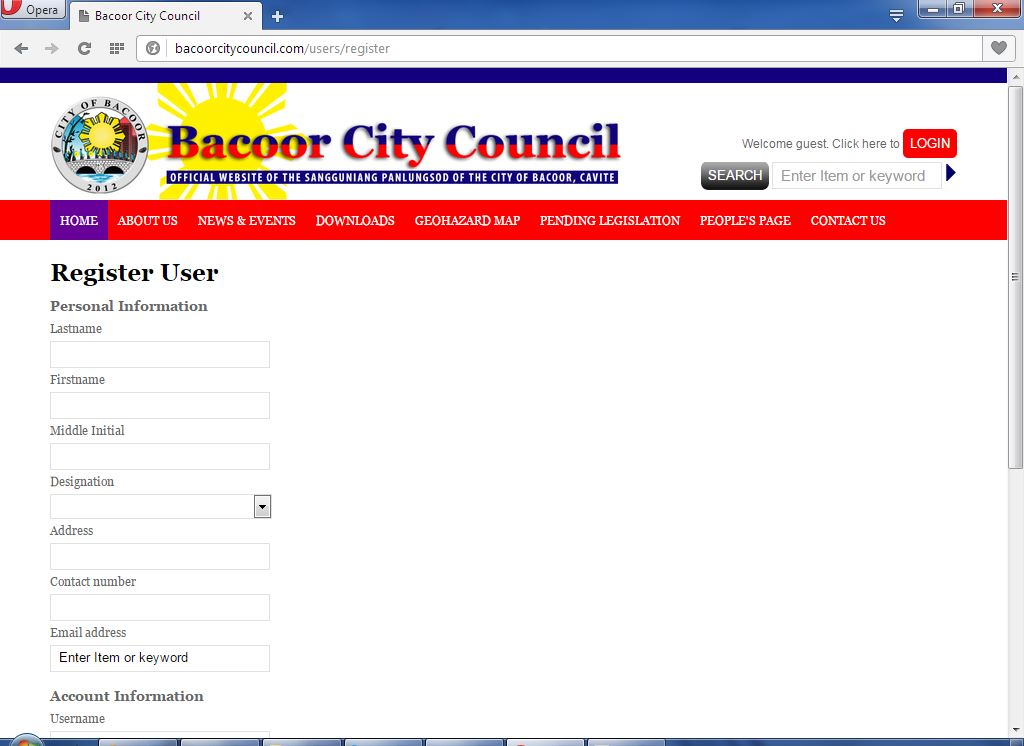 Opera
Bacoor City Council
bacoorcitycouncil.com/users/register
CITY OF BACOOR
2012
Bacoor City Council
OFFICIAL WEBSITE OF THE SANGGUNIANG PANLUNGSOD OF THE CITY OF BACOOR, CAVITE
Welcome guest. Click here to LOGIN
SEARCH Enter Item or keyword
HOME ABOUT US NEWS & EVENTS DOWNLOADS GEOHAZARD MAP PENDING LEGISLATION PEOPLE'S PAGE CONTACT US
Register User
Personal Information
Lastname
Firstname
Middle Initial
Designation
Address
Contact number
Email address
Enter Item or keyword
Account Information
Username